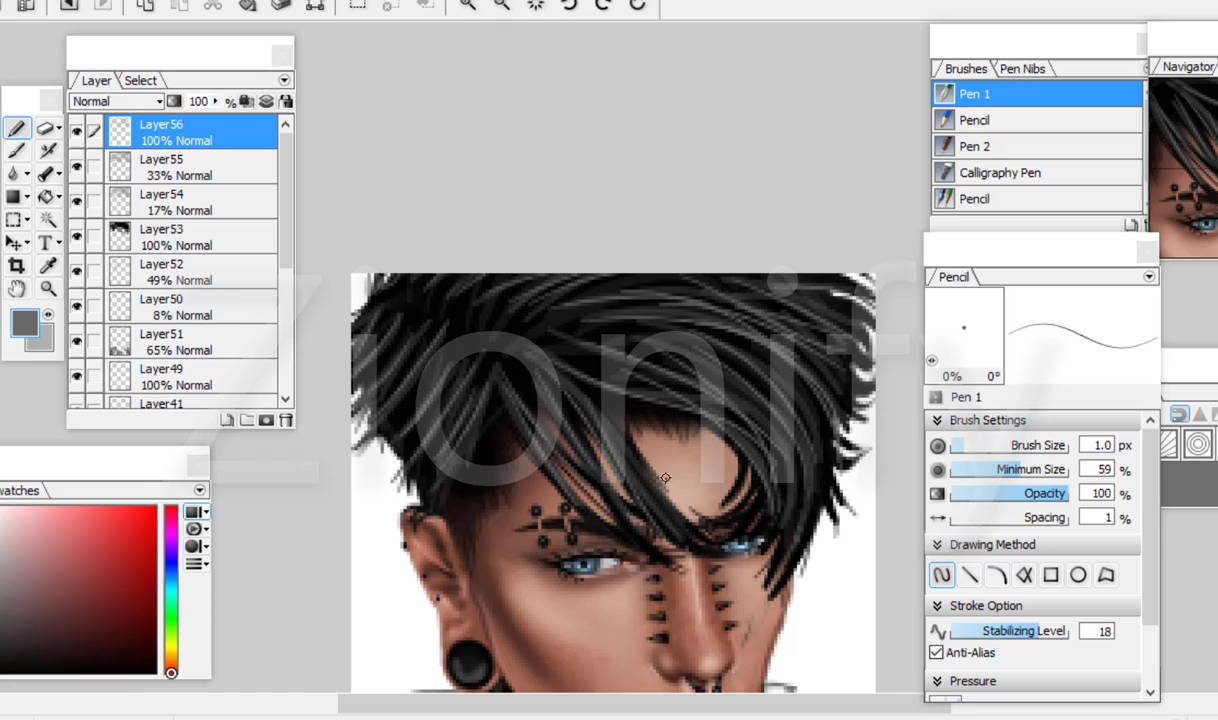 Layer Select
Normal 100 %
Layer56
100% Normal
Layer55
33% Normal
Layer54
17% Normal
Layer53
100% Normal
Layer52
49% Normal
Layer50
8% Normal
Layer51
65% Normal
Layer49
100% Normal
Layer41
T
watches
Zionify
Brushes Pen Nibs
Pen 1
Pencil
Pen 2
Calligraphy Pen
Pencil
Navigator
Pencil
0% 0°
Pen 1
Brush Settings
Brush Size 1.0 px
Minimum Size 59 %
Opacity 100 %
Spacing 1 %
Drawing Method
Stroke Option
Stabilizing Level 18
Anti-Alias
Pressure